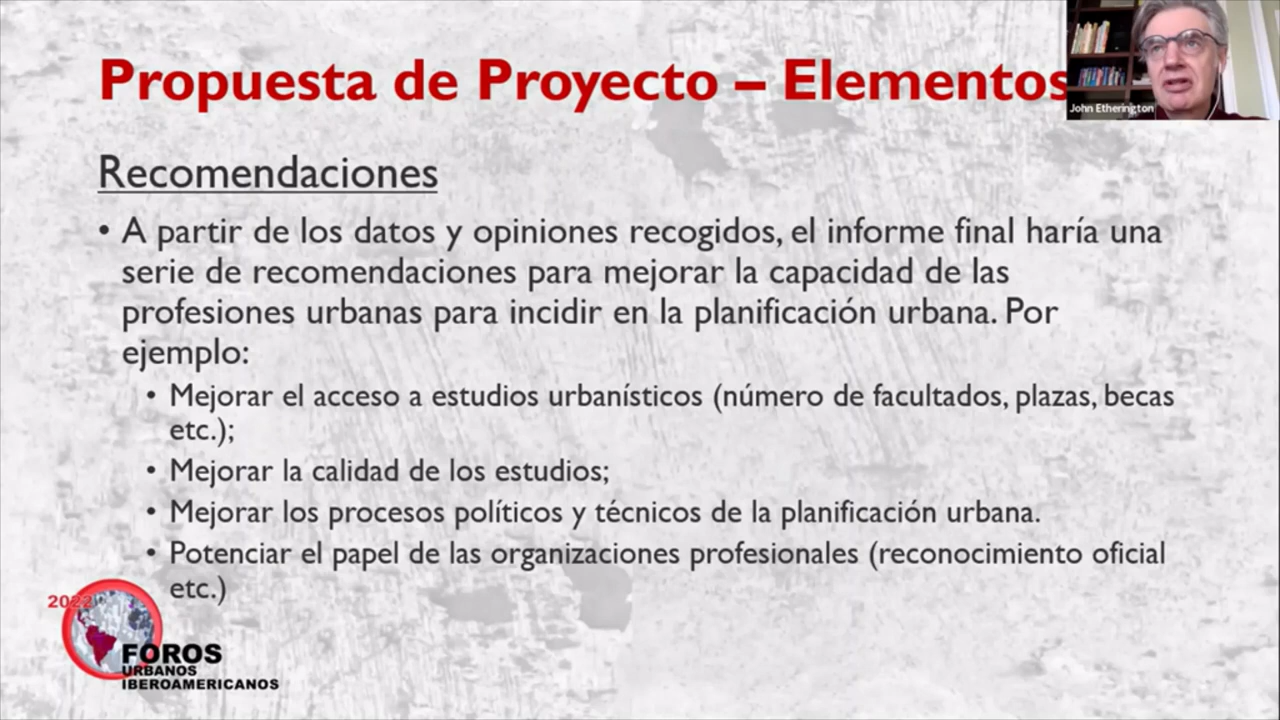 Propuesta de Proyecto – Elementos
John Etherington
Recomendaciones
• A partir de los datos y opiniones recogidos, el informe final haría una
serie de recomendaciones para mejorar la capacidad de las
profesiones urbanas para incidir en la planificación urbana. Por
ejemplo:
• Mejorar el acceso a estudios urbanísticos (número de facultados, plazas, becas
etc.);
• Mejorar la calidad de los estudios;
• Mejorar los procesos políticos y técnicos de la planificación urbana.
• Potenciar el papel de las organizaciones profesionales (reconocimiento oficial
etc.)
2022
FOROS
URBANOS
IBEROAMERICANOS